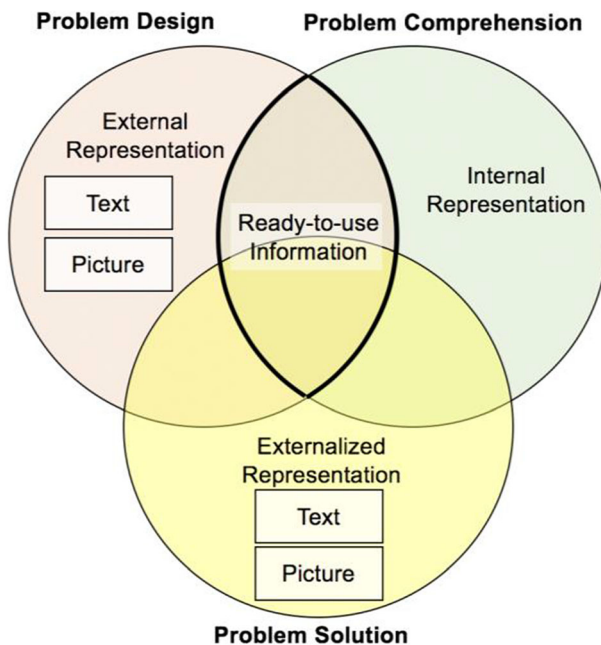 Problem Design
Problem Comprehension
External
Representation
Text
Picture
Ready-to-use
Information
Internal
Representation
Externalized
Representation
Text
Picture
Problem Solution